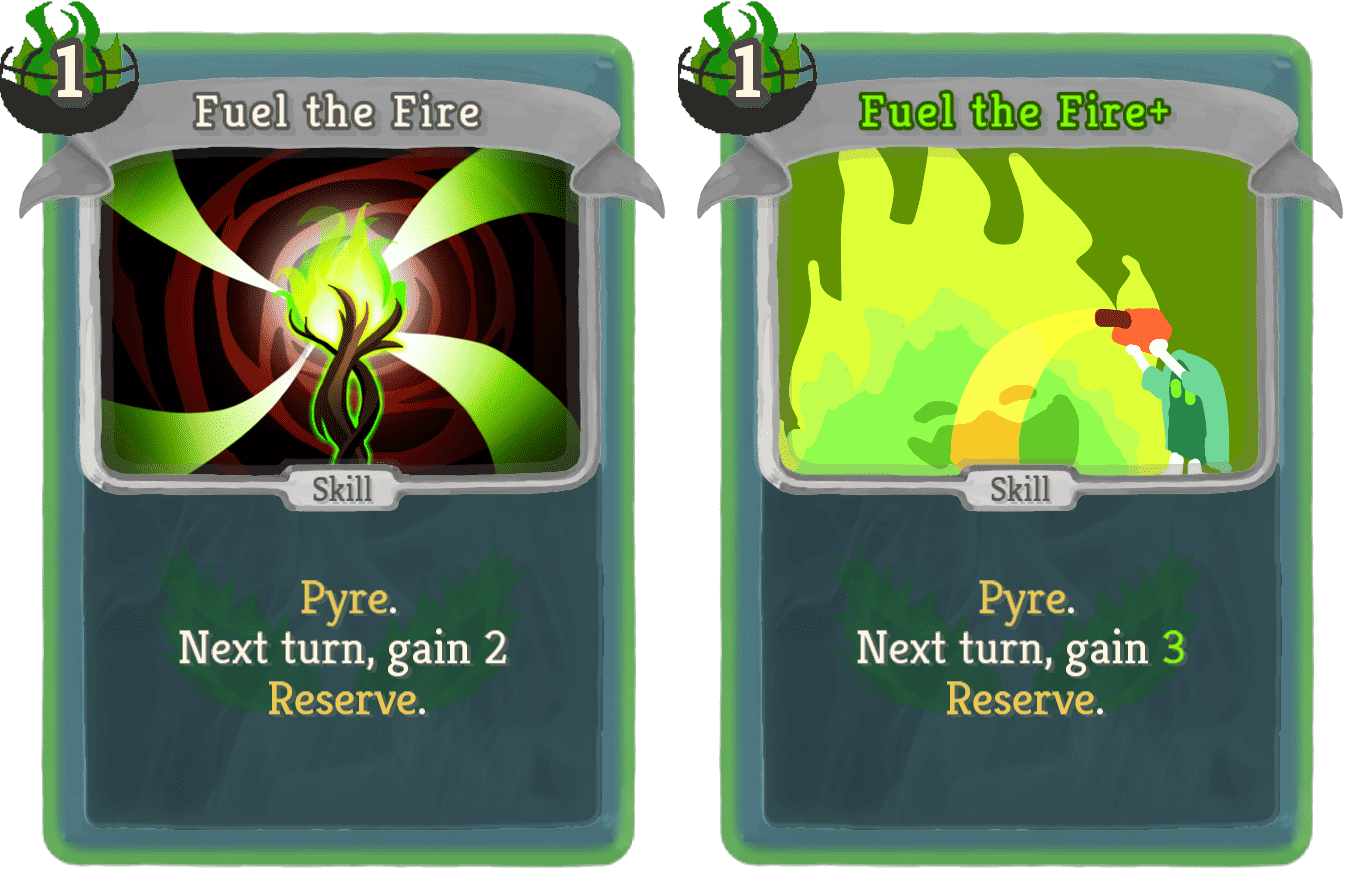 1
Fuel the Fire
Skill
Pyre.
Next turn, gain 2
Reserve.
1
Fuel the Fire+
Skill
Pyre.
Next turn, gain 3
Reserve.